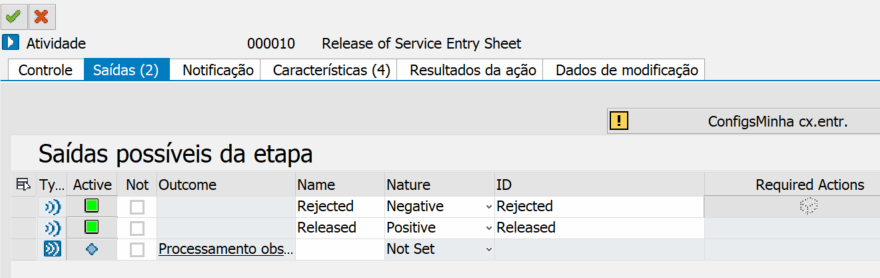 Atividade 000010 Release of Service Entry Sheet
Controle Saídas (2) Notificação Características (4) Resultados da ação Dados de modificação
ConfigsMinha cx.entr.
Saídas possíveis da etapa
Ty... Active Not Outcome Name Nature ID Required Actions
Rejected Negative Rejected
Released Positive Released
Processamento obs... Not Set